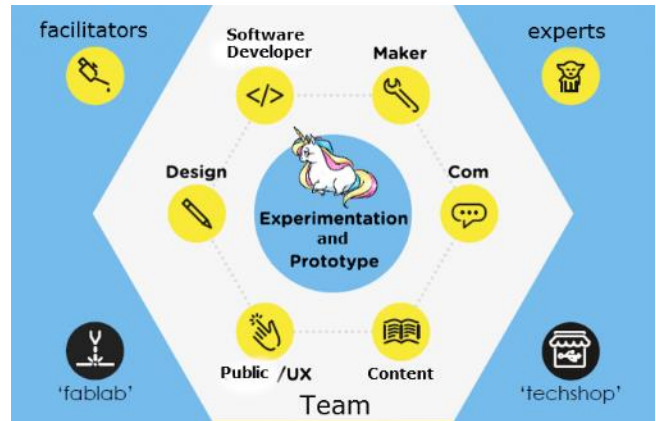 facilitators
Software
Developer
Maker
experts
</>
Design
Com
Experimentation
and
Prototype
Public /UX
Content
'fablab'
Team
'techshop'